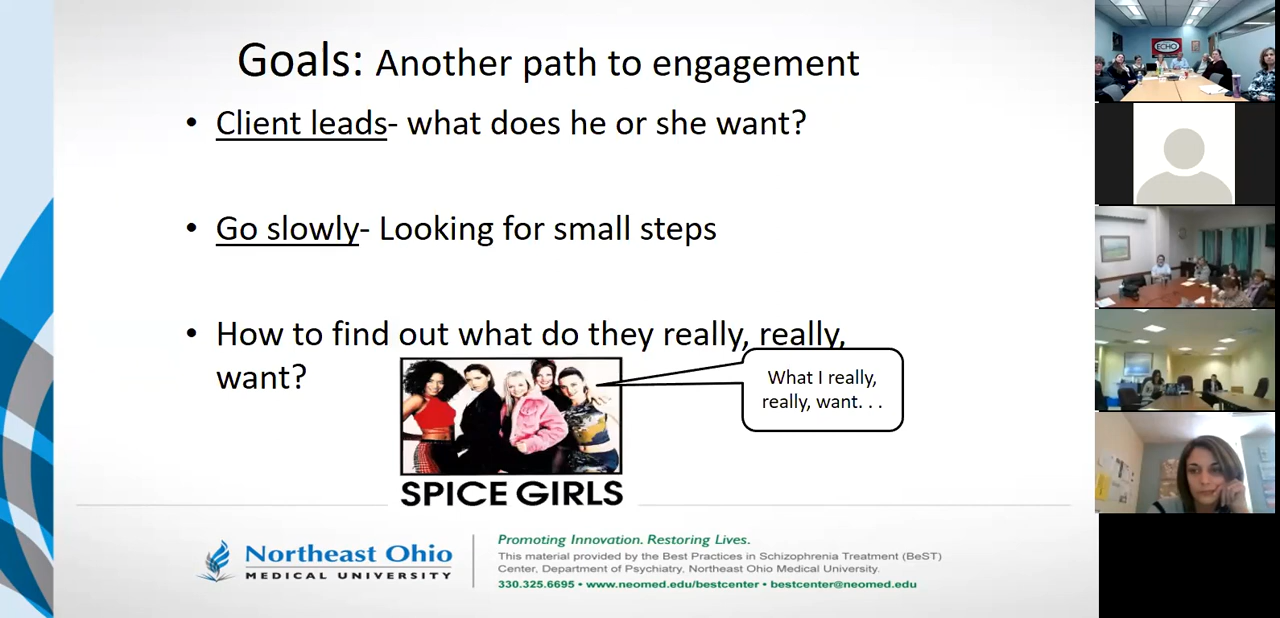 Goals: Another path to engagement
• Client leads- what does he or she want?
• Go slowly- Looking for small steps
• How to find out what do they really, really,
want?
What I really,
really, want. . .
SPICE GIRLS
Northeast Ohio
MEDICAL UNIVERSITY
Promoting Innovation. Restoring Lives.
This material provided by the Best Practices in Schizophrenia Treatment (BeST)
Center, Department of Psychiatry, Northeast Ohio Medical University.
330.325.6695 • www.neomed.edu/bestcenter • bestcenter@neomed.edu
ECHO